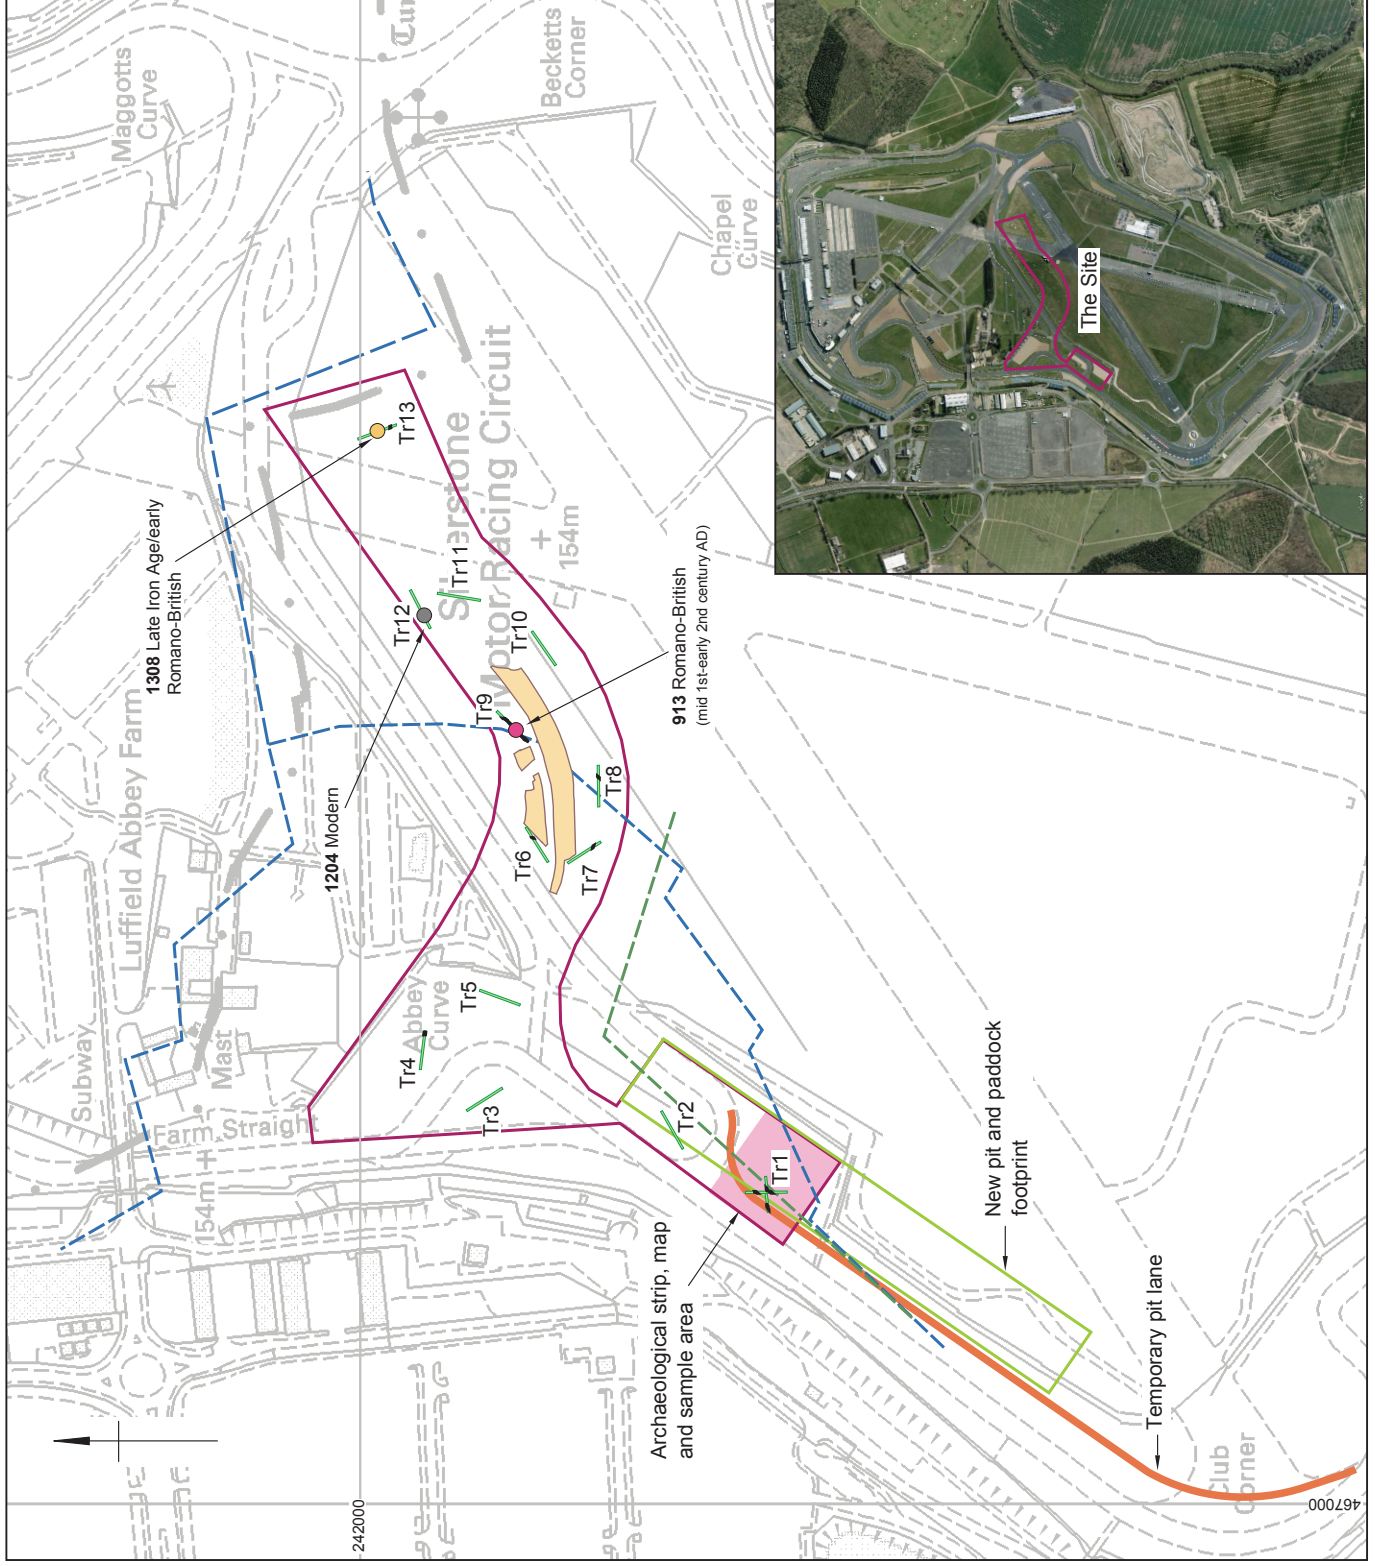 Maggotts
Curve
Becketts
Corner
Chapel
Curve
Luffield Abbey Farm
Silverstone
Motor Racing Circuit
154m
1308 Late Iron Age/early
Romano-British
Tr13
Tr12
Tr11
Tr10
Tr9
1204 Modern
913 Romano-British
(mid 1st-early 2nd century AD)
Tr8
Tr7
Tr6
Subway
Mast
Farm Straight
154m
Abbey
Curve
Tr5
Tr4
Tr3
Tr2
Tr1
Archaeological strip, map
and sample area
New pit and paddock
footprint
Temporary pit lane
Club
Corner
242000
467000
The Site